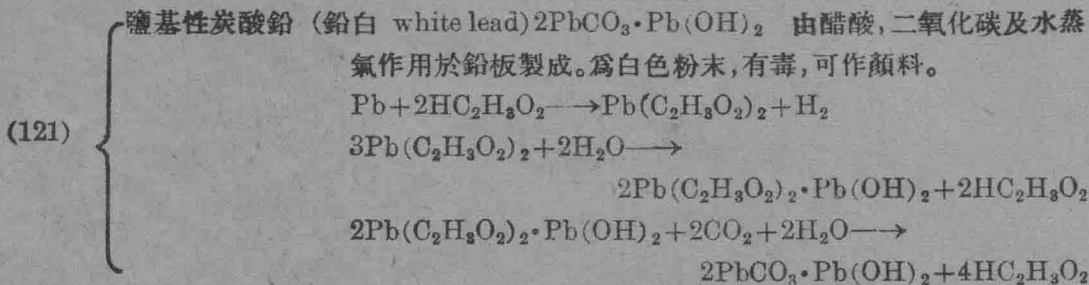 鹽基性炭酸鉛 (鉛白 white lead) 2PbCO₃·Pb(OH)₂ 由醋酸,二氧化碳及水蒸
氣作用於鉛板製成。爲白色粉末,有毒,可作顏料。
Pb+2HC₂H₃O₂⟶Pb(C₂H₃O₂)₂+H₂
(121)
3Pb(C₂H₃O₂)₂+2H₂O⟶
2Pb(C₂H₃O₂)₂·Pb(OH)₂+2HC₂H₃O₂
2Pb(C₂H₃O₂)₂·Pb(OH)₂+2CO₂+2H₂O⟶
2PbCO₃·Pb(OH)₂+4HC₂H₃O₂